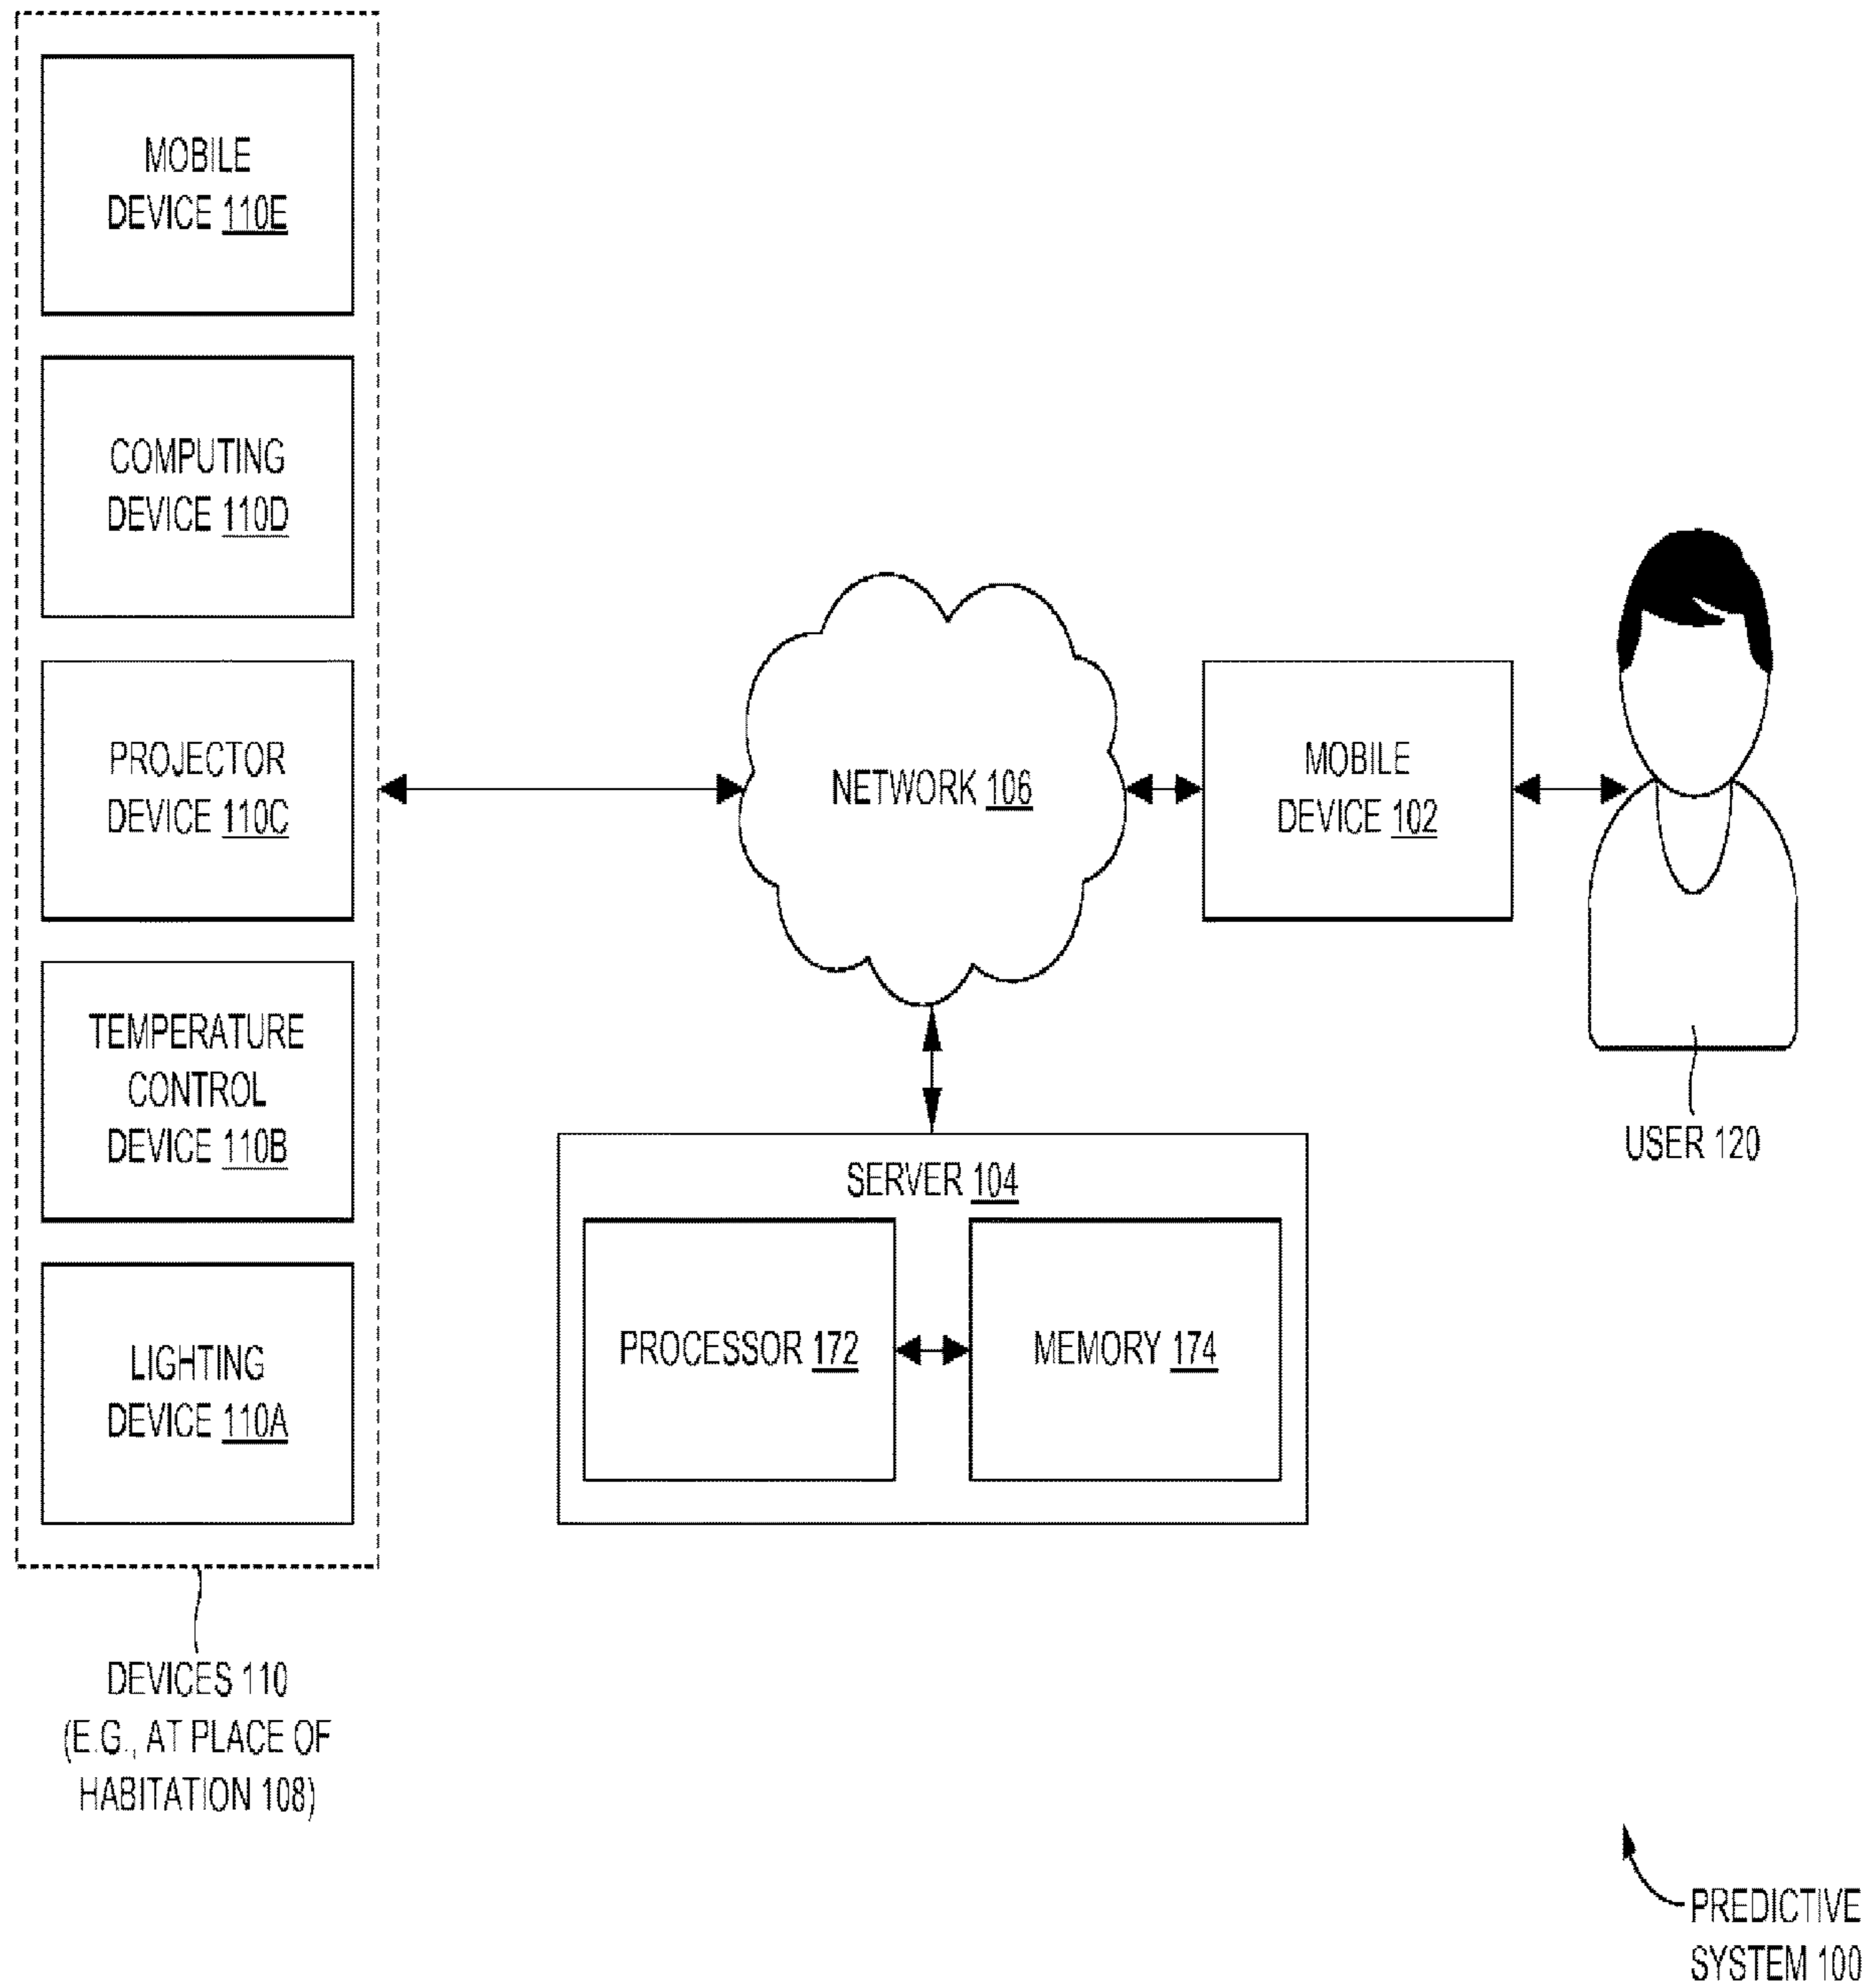 MOBILE
DEVICE 110E
COMPUTING
DEVICE 110D
PROJECTOR
DEVICE 110C
TEMPERATURE
CONTROL
DEVICE 110B
LIGHTING
DEVICE 110A
DEVICES 110
(E.G., AT PLACE OF
HABITATION 108)
NETWORK 106
MOBILE
DEVICE 102
USER 120
SERVER 104
PROCESSOR 172
MEMORY 174
PREDICTIVE
SYSTEM 100